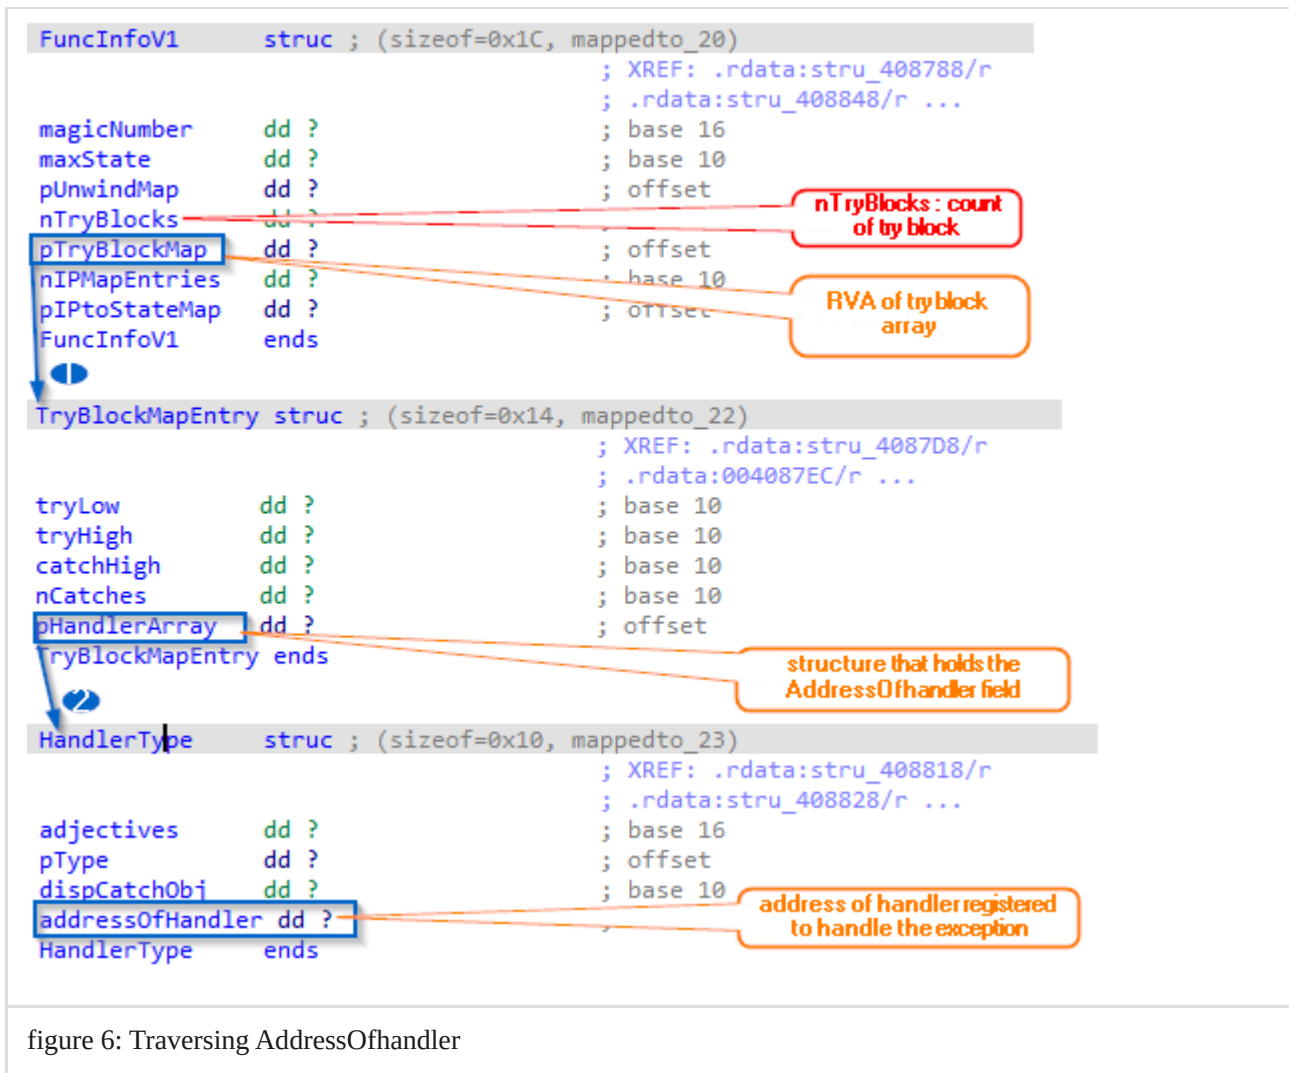 FuncInfoV1 struc ; (sizeof=0x1C, mappedto_20)
; XREF: .rdata:stru_408788/r
; .rdata:stru_408848/r ...
magicNumber dd ? ; base 16
maxState dd ? ; base 10
pUnwindMap dd ? ; offset
nTryBlocks dd ?
nTryBlocks : count
of try block
pTryBlockMap dd ? ; offset
nIPMapEntries dd ? ; base 10
pIPtoStateMap dd ? ; offset
RVA of try block
array
FuncInfoV1 ends
1
TryBlockMapEntry struc ; (sizeof=0x14, mappedto_22)
; XREF: .rdata:stru_4087D8/r
; .rdata:004087EC/r ...
tryLow dd ? ; base 10
tryHigh dd ? ; base 10
catchHigh dd ? ; base 10
nCatches dd ? ; base 10
pHandlerArray dd ? ; offset
TryBlockMapEntry ends
structure that holds the
AddressOfhandler field
2
HandlerType struc ; (sizeof=0x10, mappedto_23)
; XREF: .rdata:stru_408818/r
; .rdata:stru_408828/r ...
adjectives dd ? ; base 16
pType dd ? ; offset
dispCatchObj dd ? ; base 10
addressOfHandler dd ? ;
address of handler registered
to handle the exception
HandlerType ends
figure 6: Traversing AddressOfhandler